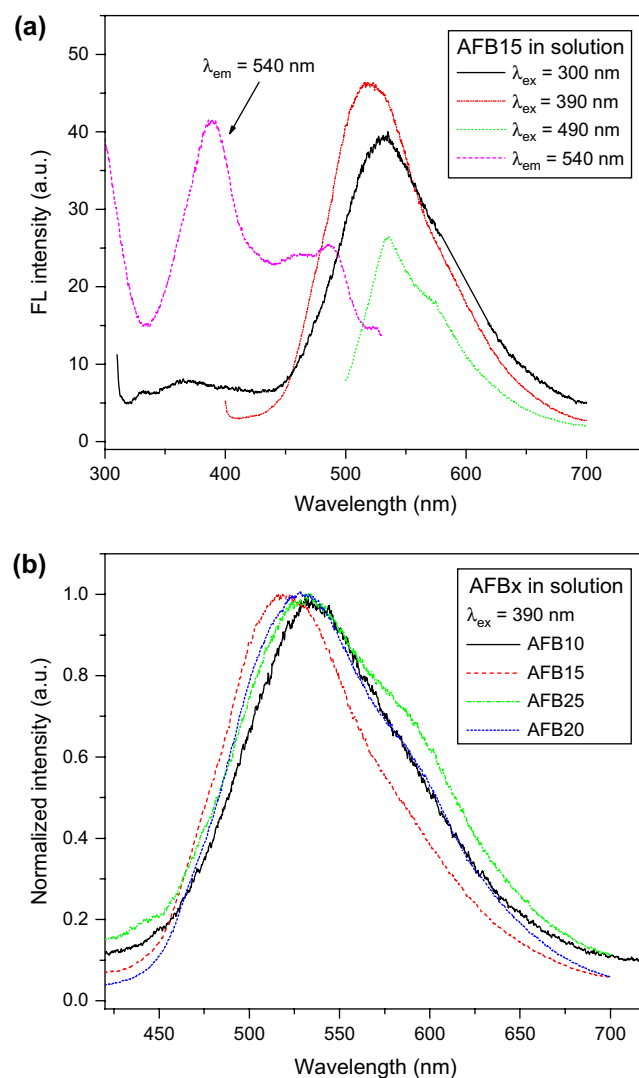 (a)
AFB15 in solution
λex = 300 nm
λex = 390 nm
λex = 490 nm
λem = 540 nm
λem = 540 nm
50
40
30
20
10
0
FL intensity (a.u.)
300 400 500 600 700
Wavelength (nm)
(b)
AFBx in solution
λex = 390 nm
AFB10
AFB15
AFB25
AFB20
1.0
0.8
0.6
0.4
0.2
0.0
Normalized intensity (a.u.)
450 500 550 600 650 700
Wavelength (nm)